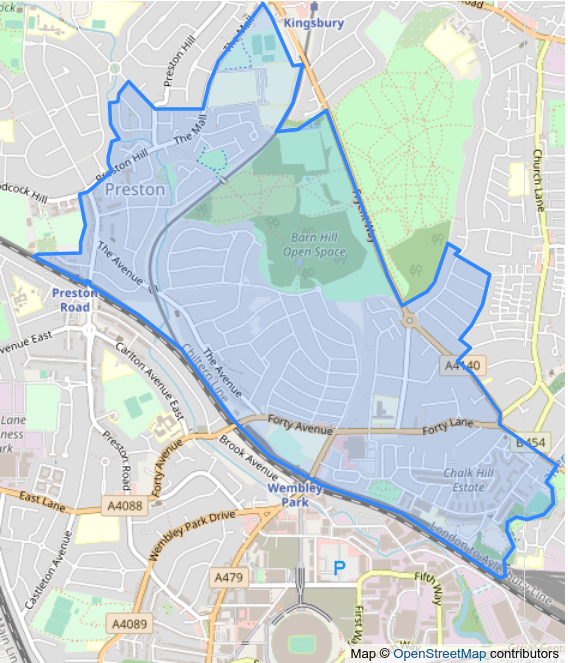 Kingsbury
Road
ock
The Mall
Preston Hill
The Mall
Preston Hill
Preston
Church Lane
odcock Hill
Fryent Way
Barn Hill
Open Space
The Avenue
Preston
Road
Chiltern Line
The Avenue
venue East
Carlton Avenue East
A4140
Forty Avenue
Forty Lane
B454
Lane
ness
rk
Preston Road
Forty Avenue
Brook Avenue
Chalk Hill
Estate
Wembley
Park
East Lane
A4088
Wembley Park Drive
London to Aylesbury Line
Castleton Avenue
P
A479
Fifth Way
First Way
A4089
Main Lin
Map © OpenStreetMap contributors